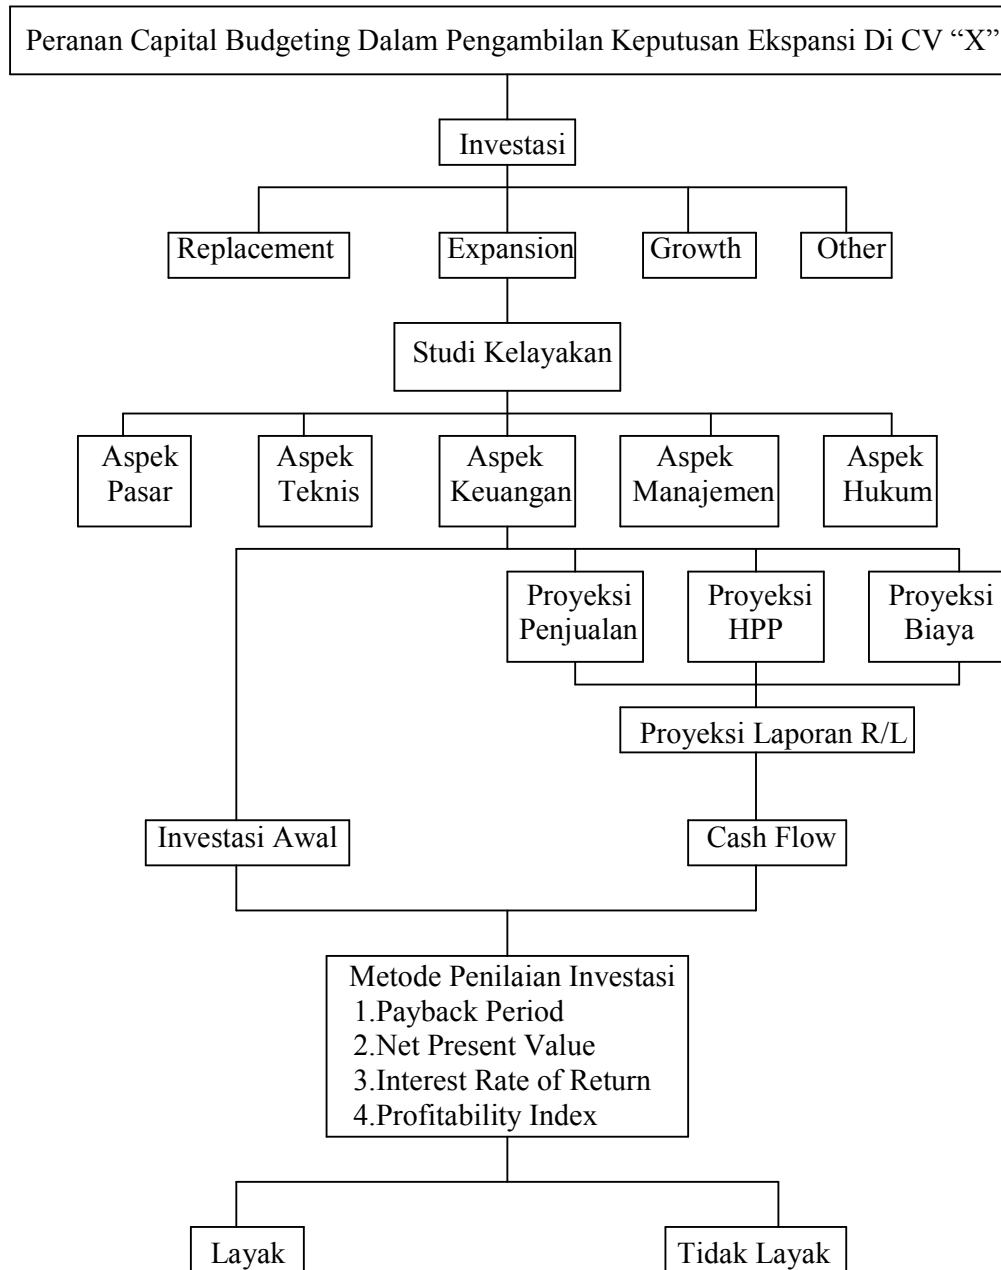 Peranan Capital Budgeting Dalam Pengambilan Keputusan Ekspansi Di CV “X”
Investasi
Replacement
Expansion
Growth
Other
Studi Kelayakan
Aspek
Pasar
Aspek
Teknis
Aspek
Keuangan
Aspek
Manajemen
Aspek
Hukum
Proyeksi
Penjualan
Proyeksi
HPP
Proyeksi
Biaya
Proyeksi Laporan R/L
Investasi Awal
Cash Flow
Metode Penilaian Investasi
1.Payback Period
2.Net Present Value
3.Interest Rate of Return
4.Profitability Index
Layak
Tidak Layak